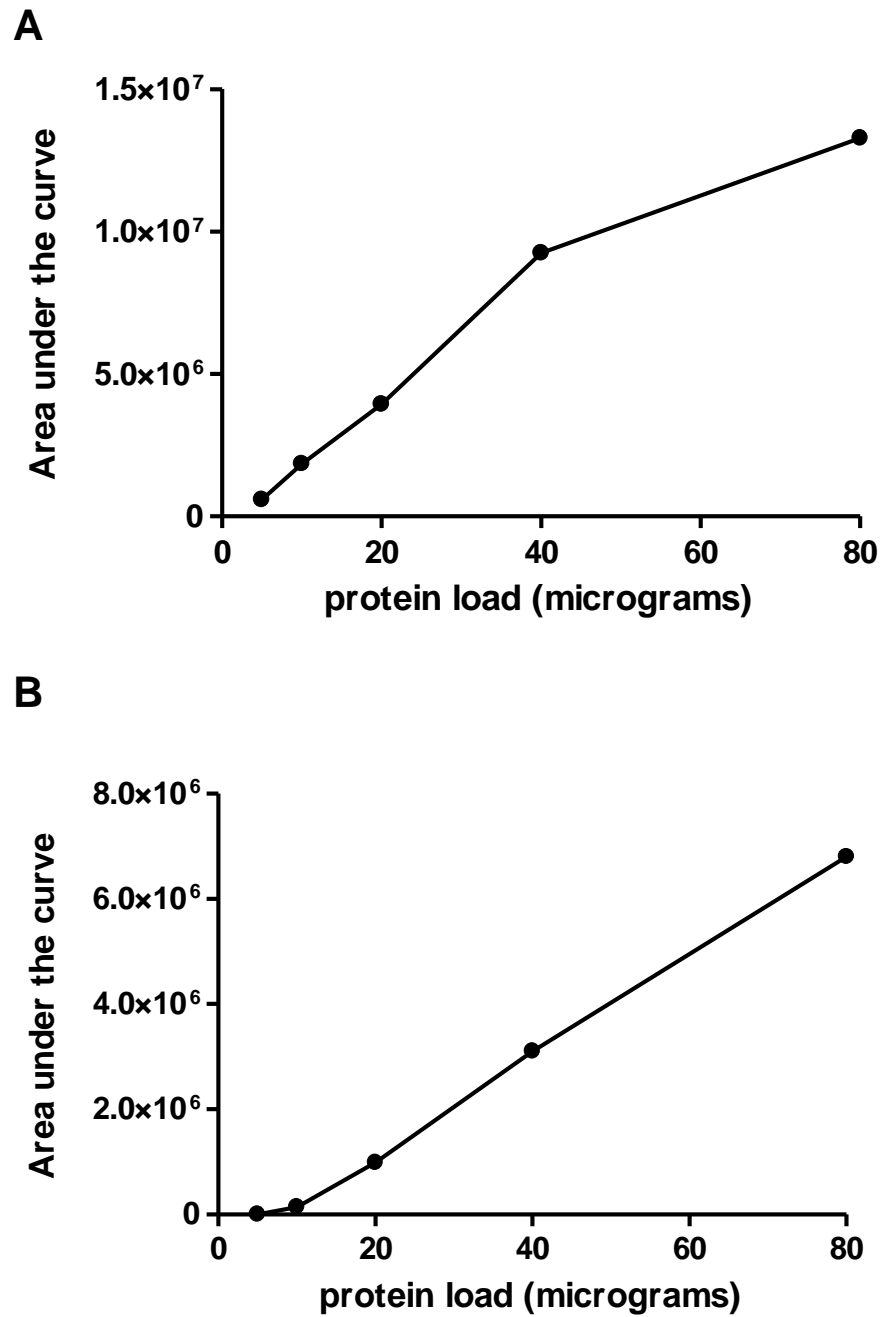 A
1.5×10⁷
1.0×10⁷
5.0×10⁶
0
Area under the curve
0 20 40 60 80
protein load (micrograms)
B
8.0×10⁶
6.0×10⁶
4.0×10⁶
2.0×10⁶
0
Area under the curve
0 20 40 60 80
protein load (micrograms)